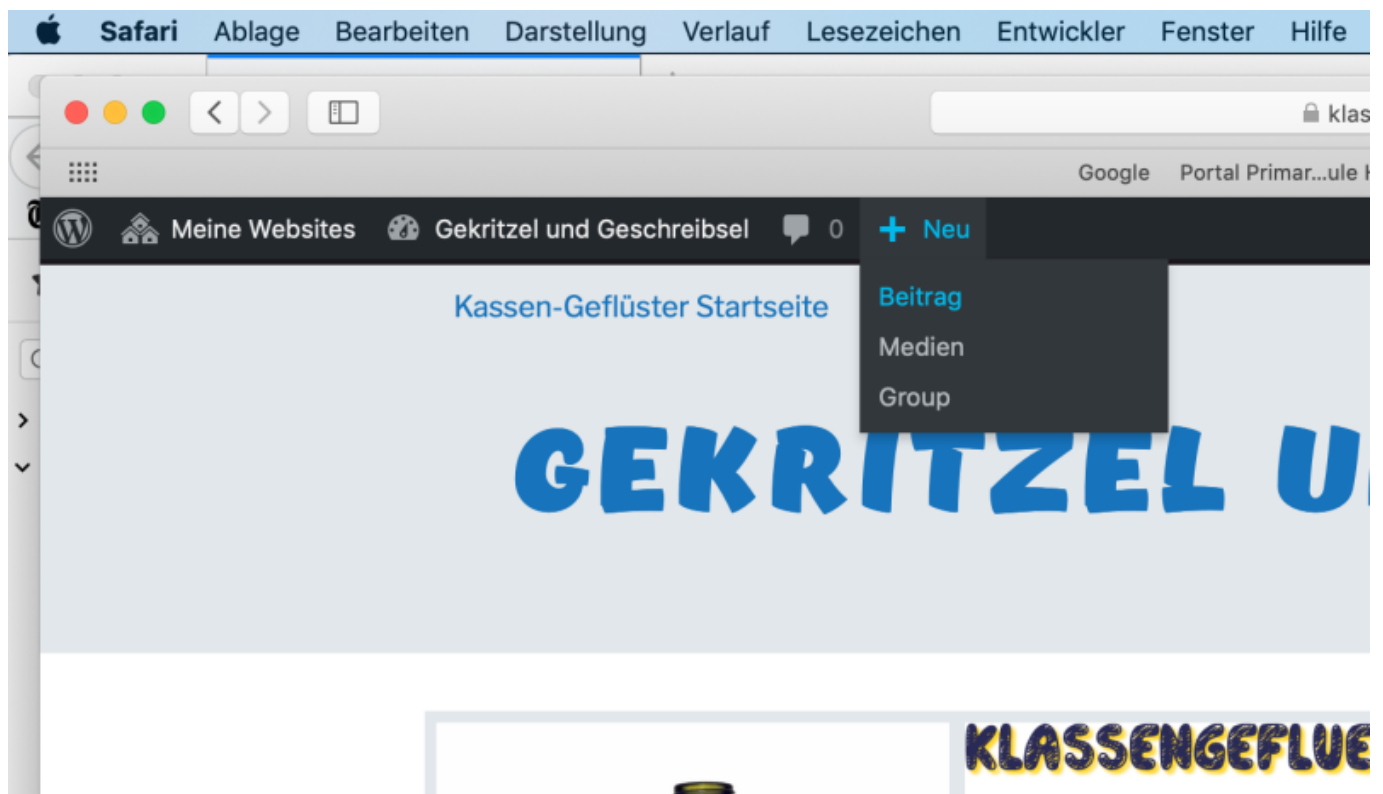 Safari Ablage Bearbeiten Darstellung Verlauf Lesezeichen Entwickler Fenster Hilfe
klas
Google Portal Primar...ule
Meine Websites Gekritzel und Geschreibsel 0 + Neu
Kassen-Geflüster Startseite
Beitrag
Medien
Group
GEKRITZEL U
KLASSENGEFLUE